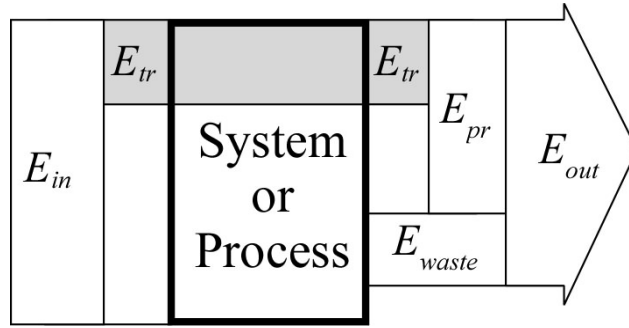 E_in
E_tr
System
or
Process
E_tr
E_pr
E_waste
E_out